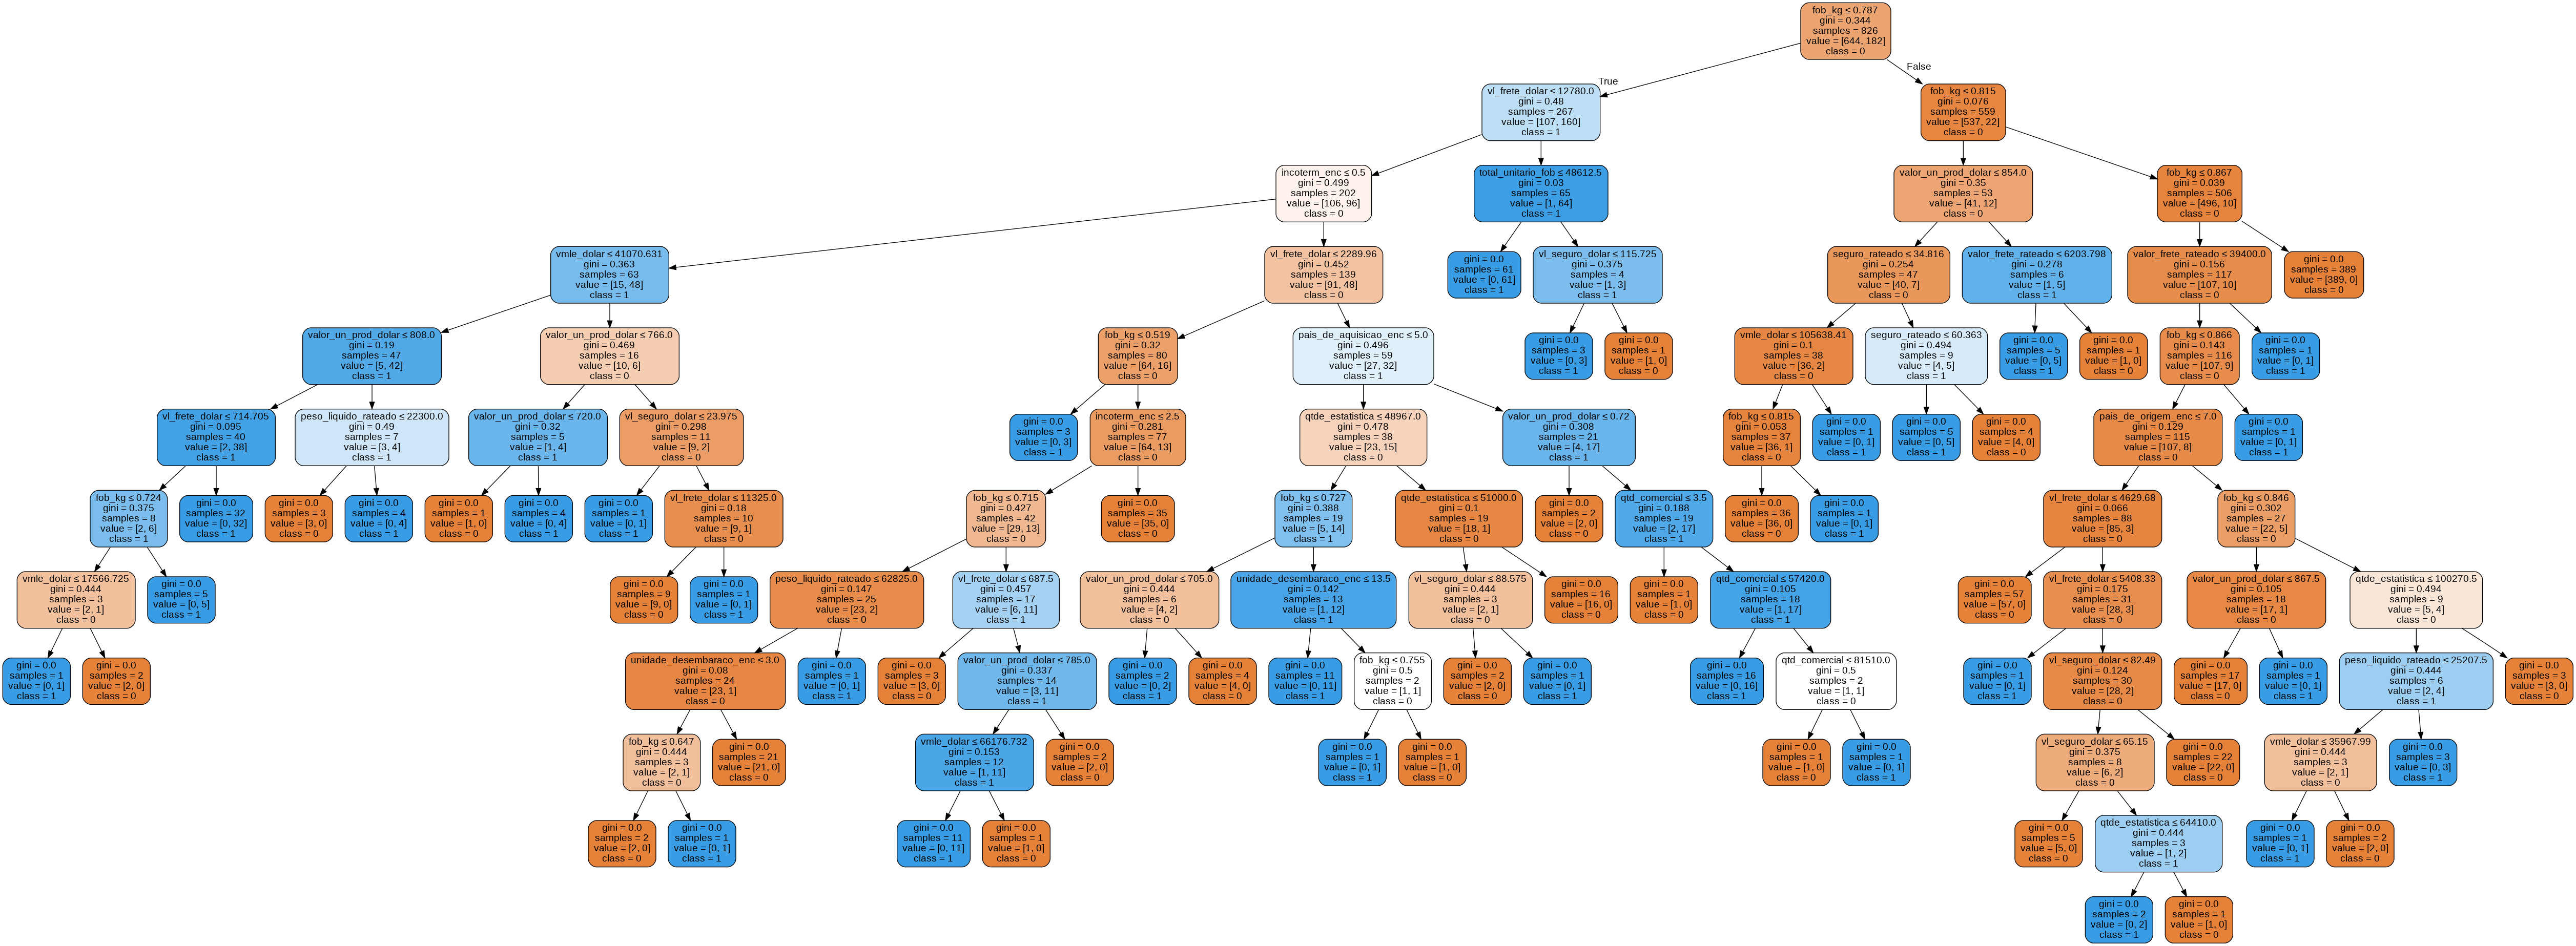 fob_kg ≤ 0.787
gini = 0.344
samples = 826
value = [644, 182]
class = 0
True
False
vl_frete_dolar ≤ 12780.0
gini = 0.48
samples = 267
value = [107, 160]
class = 1
fob_kg ≤ 0.815
gini = 0.076
samples = 559
value = [537, 22]
class = 0
incoterm_enc ≤ 0.5
gini = 0.499
samples = 202
value = [106, 96]
class = 0
total_unitario_fob ≤ 48612.5
gini = 0.03
samples = 65
value = [1, 64]
class = 1
valor_un_prod_dolar ≤ 854.0
gini = 0.35
samples = 53
value = [41, 12]
class = 0
fob_kg ≤ 0.867
gini = 0.039
samples = 506
value = [496, 10]
class = 0
vmle_dolar ≤ 41070.631
gini = 0.363
samples = 63
value = [15, 48]
class = 1
vl_frete_dolar ≤ 2289.96
gini = 0.452
samples = 139
value = [91, 48]
class = 0
gini = 0.0
samples = 61
value = [0, 61]
class = 1
vl_seguro_dolar ≤ 115.725
gini = 0.375
samples = 4
value = [1, 3]
class = 1
seguro_rateado ≤ 34.816
gini = 0.254
samples = 47
value = [40, 7]
class = 0
valor_frete_rateado ≤ 6203.798
gini = 0.278
samples = 6
value = [1, 5]
class = 1
valor_frete_rateado ≤ 39400.0
gini = 0.156
samples = 117
value = [107, 10]
class = 0
gini = 0.0
samples = 389
value = [389, 0]
class = 0
valor_un_prod_dolar ≤ 808.0
gini = 0.19
samples = 47
value = [5, 42]
class = 1
valor_un_prod_dolar ≤ 766.0
gini = 0.469
samples = 16
value = [10, 6]
class = 0
fob_kg ≤ 0.519
gini = 0.32
samples = 80
value = [64, 16]
class = 0
pais_de_aquisicao_enc ≤ 5.0
gini = 0.496
samples = 59
value = [27, 32]
class = 1
gini = 0.0
samples = 3
value = [0, 3]
class = 1
gini = 0.0
samples = 1
value = [1, 0]
class = 0
vmle_dolar ≤ 105638.41
gini = 0.1
samples = 38
value = [36, 2]
class = 0
seguro_rateado ≤ 60.363
gini = 0.494
samples = 9
value = [4, 5]
class = 1
gini = 0.0
samples = 5
value = [0, 5]
class = 1
gini = 0.0
samples = 1
value = [1, 0]
class = 0
fob_kg ≤ 0.866
gini = 0.143
samples = 116
value = [107, 9]
class = 0
gini = 0.0
samples = 1
value = [0, 1]
class = 1
vl_frete_dolar ≤ 714.705
gini = 0.095
samples = 40
value = [2, 38]
class = 1
peso_liquido_rateado ≤ 22300.0
gini = 0.49
samples = 7
value = [3, 4]
class = 1
valor_un_prod_dolar ≤ 720.0
gini = 0.32
samples = 5
value = [1, 4]
class = 1
vl_seguro_dolar ≤ 23.975
gini = 0.298
samples = 11
value = [9, 2]
class = 0
gini = 0.0
samples = 3
value = [0, 3]
class = 1
incoterm_enc ≤ 2.5
gini = 0.281
samples = 77
value = [64, 13]
class = 0
qtde_estatistica ≤ 48967.0
gini = 0.478
samples = 38
value = [23, 15]
class = 0
valor_un_prod_dolar ≤ 0.72
gini = 0.308
samples = 21
value = [4, 17]
class = 1
fob_kg ≤ 0.815
gini = 0.053
samples = 37
value = [36, 1]
class = 0
gini = 0.0
samples = 1
value = [0, 1]
class = 1
gini = 0.0
samples = 5
value = [0, 5]
class = 1
gini = 0.0
samples = 4
value = [4, 0]
class = 0
pais_de_origem_enc ≤ 7.0
gini = 0.129
samples = 115
value = [107, 8]
class = 0
gini = 0.0
samples = 1
value = [0, 1]
class = 1
fob_kg ≤ 0.724
gini = 0.375
samples = 8
value = [2, 6]
class = 1
gini = 0.0
samples = 32
value = [0, 32]
class = 1
gini = 0.0
samples = 3
value = [3, 0]
class = 0
gini = 0.0
samples = 4
value = [0, 4]
class = 1
gini = 0.0
samples = 1
value = [1, 0]
class = 0
gini = 0.0
samples = 4
value = [0, 4]
class = 1
gini = 0.0
samples = 1
value = [0, 1]
class = 1
vl_frete_dolar ≤ 11325.0
gini = 0.18
samples = 10
value = [9, 1]
class = 0
fob_kg ≤ 0.715
gini = 0.427
samples = 42
value = [29, 13]
class = 0
gini = 0.0
samples = 35
value = [35, 0]
class = 0
fob_kg ≤ 0.727
gini = 0.388
samples = 19
value = [5, 14]
class = 1
qtde_estatistica ≤ 51000.0
gini = 0.1
samples = 19
value = [18, 1]
class = 0
gini = 0.0
samples = 2
value = [2, 0]
class = 0
qtd_comercial ≤ 3.5
gini = 0.188
samples = 19
value = [2, 17]
class = 1
gini = 0.0
samples = 36
value = [36, 0]
class = 0
gini = 0.0
samples = 1
value = [0, 1]
class = 1
vl_frete_dolar ≤ 4629.68
gini = 0.066
samples = 88
value = [85, 3]
class = 0
fob_kg ≤ 0.846
gini = 0.302
samples = 27
value = [22, 5]
class = 0
vmle_dolar ≤ 17566.725
gini = 0.444
samples = 3
value = [2, 1]
class = 0
gini = 0.0
samples = 5
value = [0, 5]
class = 1
gini = 0.0
samples = 9
value = [9, 0]
class = 0
gini = 0.0
samples = 1
value = [0, 1]
class = 1
peso_liquido_rateado ≤ 62825.0
gini = 0.147
samples = 25
value = [23, 2]
class = 0
vl_frete_dolar ≤ 687.5
gini = 0.457
samples = 17
value = [6, 11]
class = 1
valor_un_prod_dolar ≤ 705.0
gini = 0.444
samples = 6
value = [4, 2]
class = 0
unidade_desembaraco_enc ≤ 13.5
gini = 0.142
samples = 13
value = [1, 12]
class = 1
vl_seguro_dolar ≤ 88.575
gini = 0.444
samples = 3
value = [2, 1]
class = 0
gini = 0.0
samples = 16
value = [16, 0]
class = 0
gini = 0.0
samples = 1
value = [1, 0]
class = 0
qtd_comercial ≤ 57420.0
gini = 0.105
samples = 18
value = [1, 17]
class = 1
gini = 0.0
samples = 57
value = [57, 0]
class = 0
vl_frete_dolar ≤ 5408.33
gini = 0.175
samples = 31
value = [28, 3]
class = 0
valor_un_prod_dolar ≤ 867.5
gini = 0.105
samples = 18
value = [17, 1]
class = 0
qtde_estatistica ≤ 100270.5
gini = 0.494
samples = 9
value = [5, 4]
class = 0
gini = 0.0
samples = 1
value = [0, 1]
class = 1
gini = 0.0
samples = 2
value = [2, 0]
class = 0
unidade_desembaraco_enc ≤ 3.0
gini = 0.08
samples = 24
value = [23, 1]
class = 0
gini = 0.0
samples = 1
value = [0, 1]
class = 1
gini = 0.0
samples = 3
value = [3, 0]
class = 0
valor_un_prod_dolar ≤ 785.0
gini = 0.337
samples = 14
value = [3, 11]
class = 1
gini = 0.0
samples = 2
value = [0, 2]
class = 1
gini = 0.0
samples = 4
value = [4, 0]
class = 0
gini = 0.0
samples = 11
value = [0, 11]
class = 1
fob_kg ≤ 0.755
gini = 0.5
samples = 2
value = [1, 1]
class = 0
gini = 0.0
samples = 2
value = [2, 0]
class = 0
gini = 0.0
samples = 1
value = [0, 1]
class = 1
gini = 0.0
samples = 16
value = [0, 16]
class = 1
qtd_comercial ≤ 81510.0
gini = 0.5
samples = 2
value = [1, 1]
class = 0
gini = 0.0
samples = 1
value = [0, 1]
class = 1
vl_seguro_dolar ≤ 82.49
gini = 0.124
samples = 30
value = [28, 2]
class = 0
gini = 0.0
samples = 17
value = [17, 0]
class = 0
gini = 0.0
samples = 1
value = [0, 1]
class = 1
peso_liquido_rateado ≤ 25207.5
gini = 0.444
samples = 6
value = [2, 4]
class = 1
gini = 0.0
samples = 3
value = [3, 0]
class = 0
fob_kg ≤ 0.647
gini = 0.444
samples = 3
value = [2, 1]
class = 0
gini = 0.0
samples = 21
value = [21, 0]
class = 0
vmle_dolar ≤ 66176.732
gini = 0.153
samples = 12
value = [1, 11]
class = 1
gini = 0.0
samples = 2
value = [2, 0]
class = 0
gini = 0.0
samples = 1
value = [0, 1]
class = 1
gini = 0.0
samples = 1
value = [1, 0]
class = 0
gini = 0.0
samples = 1
value = [1, 0]
class = 0
gini = 0.0
samples = 1
value = [0, 1]
class = 1
vl_seguro_dolar ≤ 65.15
gini = 0.375
samples = 8
value = [6, 2]
class = 0
gini = 0.0
samples = 22
value = [22, 0]
class = 0
vmle_dolar ≤ 35967.99
gini = 0.444
samples = 3
value = [2, 1]
class = 0
gini = 0.0
samples = 3
value = [0, 3]
class = 1
gini = 0.0
samples = 2
value = [2, 0]
class = 0
gini = 0.0
samples = 1
value = [0, 1]
class = 1
gini = 0.0
samples = 11
value = [0, 11]
class = 1
gini = 0.0
samples = 1
value = [1, 0]
class = 0
gini = 0.0
samples = 5
value = [5, 0]
class = 0
qtde_estatistica ≤ 64410.0
gini = 0.444
samples = 3
value = [1, 2]
class = 1
gini = 0.0
samples = 1
value = [0, 1]
class = 1
gini = 0.0
samples = 2
value = [2, 0]
class = 0
gini = 0.0
samples = 2
value = [0, 2]
class = 1
gini = 0.0
samples = 1
value = [1, 0]
class = 0